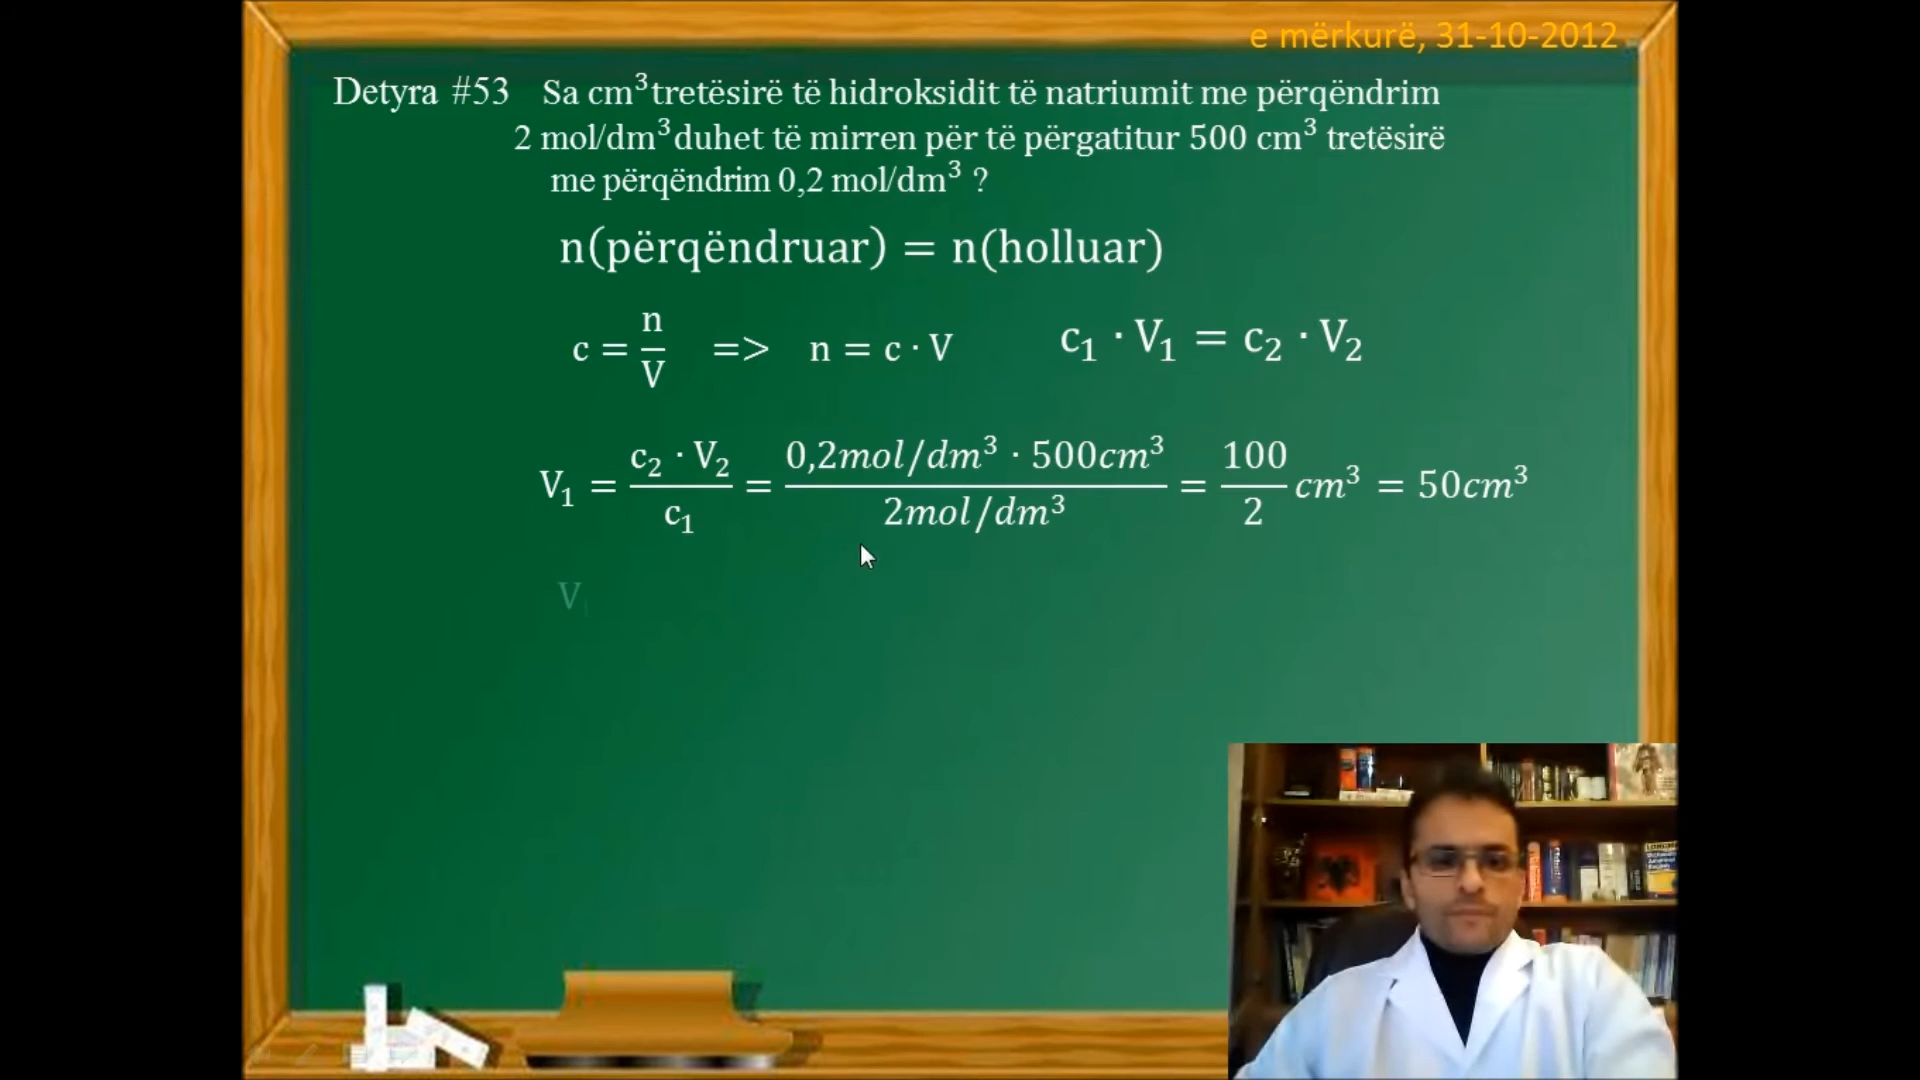 e mërkurë, 31-10-2012
Detyra #53 Sa cm³ tretësirë të hidroksidit të natriumit me përqëndrim
2 mol/dm³ duhet të mirren për të përgatitur 500 cm³ tretësirë
me përqëndrim 0,2 mol/dm³ ?
n(përqëndruar) = n(holluar)
c = n/V => n = c · V c₁ · V₁ = c₂ · V₂
V₁ = c₂ · V₂ / c₁ = 0,2mol/dm³ · 500cm³ / 2mol/dm³ = 100/2 cm³ = 50cm³
V